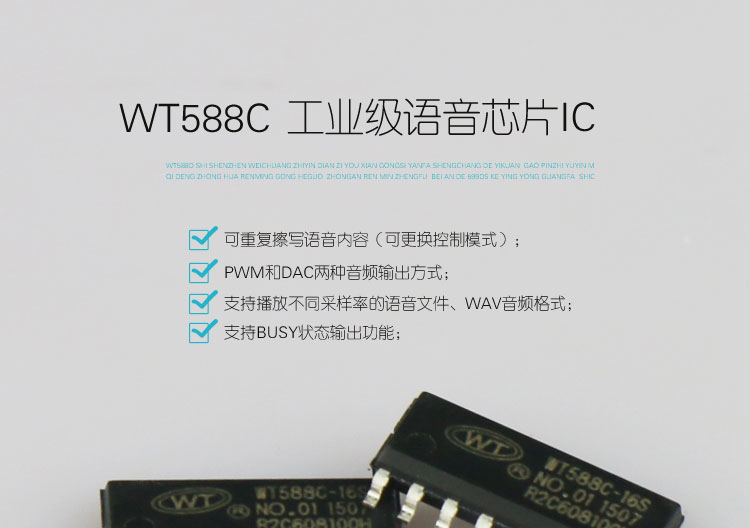 WT588C 工业级语音芯片IC
WT588D SHI SHENZHEN WEICHUANG ZHIYIN DIAN ZI YOU XIAN GONGSI YANFA SHENGCHANG DE YIKUAN GAO PINZHI YUYIN M
QI DENG ZHONG HUA RENMING GONG HEGUO ZHONGAN REN MIN ZHENGFU BEI AN DE 699DS KE YING YONG GUANGFA SHIC
可重复擦写语音内容（可更换控制模式）;
PWM和DAC两种音频输出方式;
支持播放不同采样率的语音文件、WAV音频格式;
支持BUSY状态输出功能;
WT
®
WT588C-16S
NO.01 1507
R2C608100H
WT
®
WT588C-16S
NO.01 1507